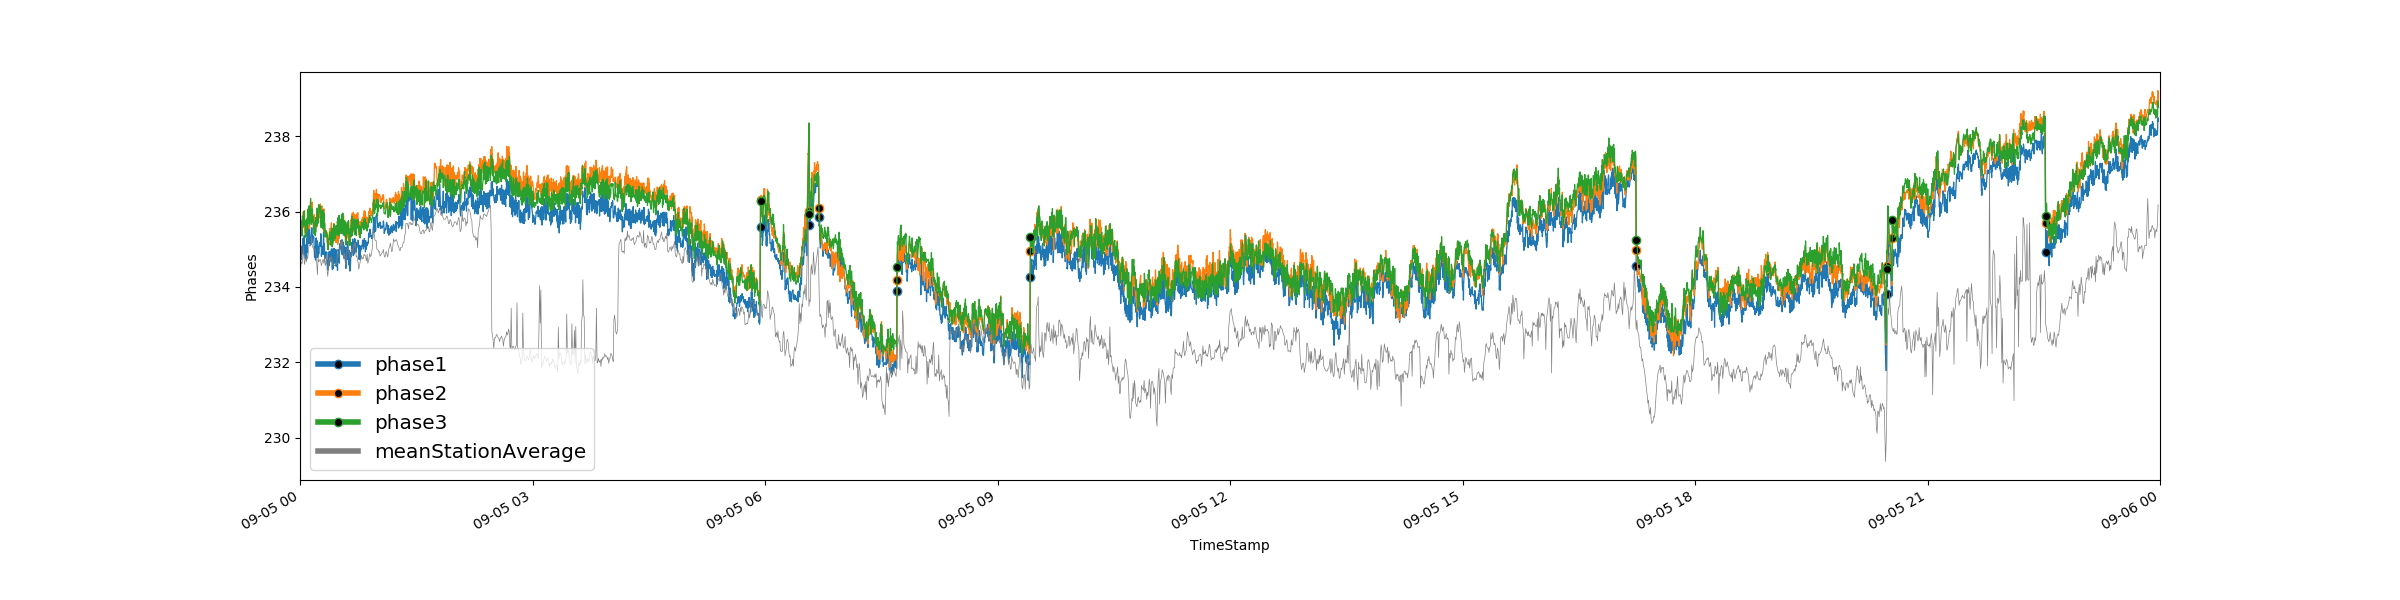 238
236
234
232
230
Phases
phase1
phase2
phase3
meanStationAverage
09-05 00
09-05 03
09-05 06
09-05 09
09-05 12
09-05 15
09-05 18
09-05 21
09-06 00
TimeStamp